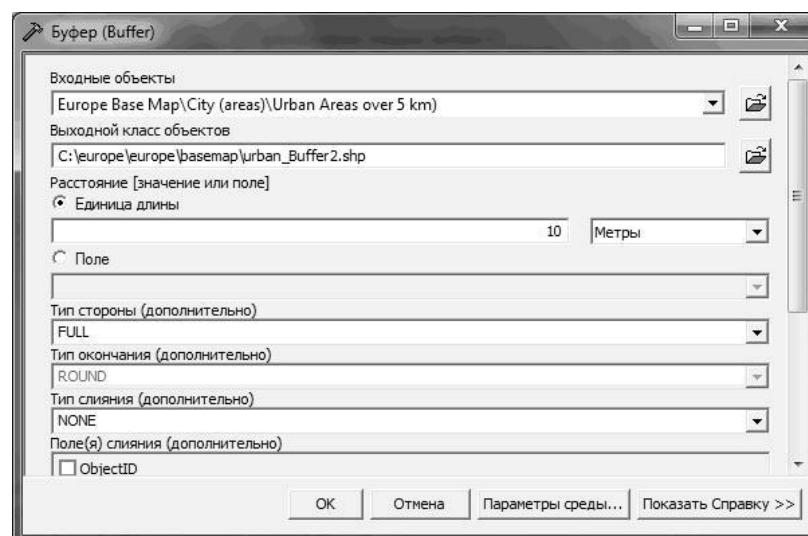 Буфер (Buffer)
Входные объекты
Europe Base Map\City (areas)\Urban Areas over 5 km)
Выходной класс объектов
C:\europe\europe\basemap\urban_Buffer2.shp
Расстояние [значение или поле]
Единица длины
10 Метры
Поле
Тип стороны (дополнительно)
FULL
Тип окончания (дополнительно)
ROUND
Тип слияния (дополнительно)
NONE
Поле(я) слияния (дополнительно)
ObjectID
OK Отмена Параметры среды... Показать Справку >>